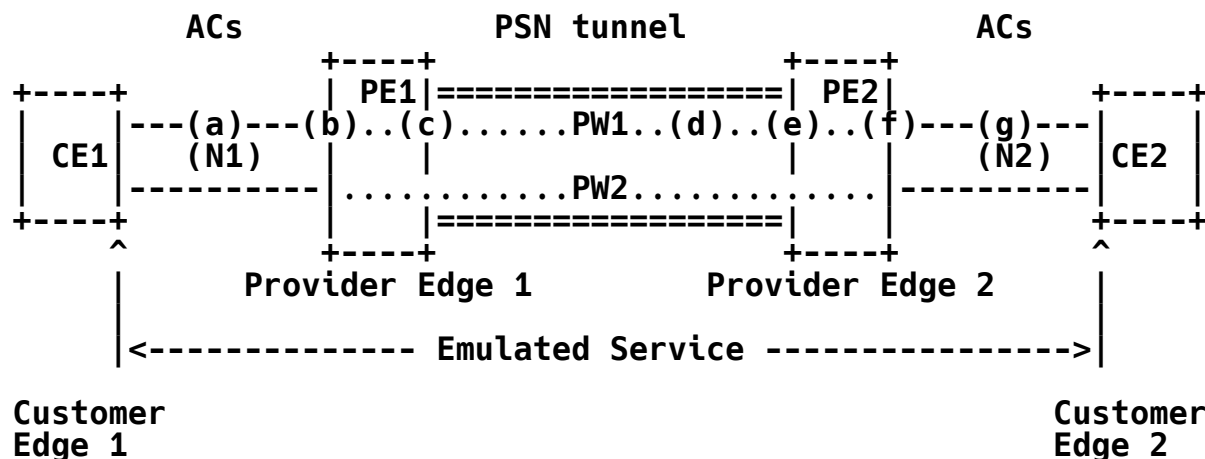 ACs                PSN tunnel                   ACs
                    +----+                       +----+
+----+              | PE1|==================| PE2|             +----+
|    |---(a)---(b)..(c)......PW1..(d)..(e)..(f)---(g)---|    |
| CE1|   (N1)    |     |                       |     |     (N2)   |CE2  |
|    |----------|............PW2.............|----------|    |
+----+              |     |==================|     |             +----+
      ^             +----+                       +----+             ^
      |        Provider Edge 1         Provider Edge 2      |
      |                                                               |
      |<-------------- Emulated Service ---------------->|

Customer                                                    Customer
Edge 1                                                      Edge 2